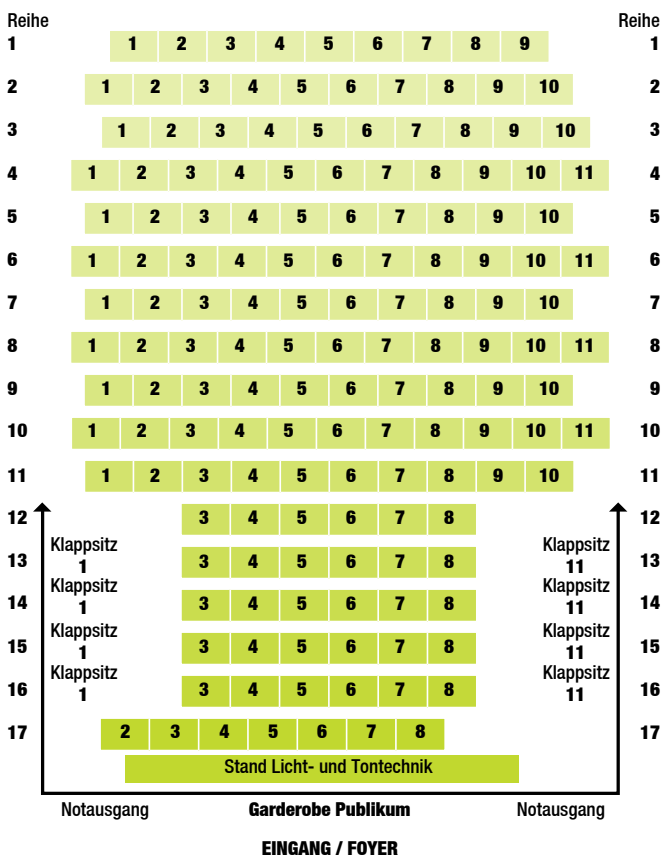 Reihe Reihe
1 1 2 3 4 5 6 7 8 9 1
2 1 2 3 4 5 6 7 8 9 10 2
3 1 2 3 4 5 6 7 8 9 10 3
4 1 2 3 4 5 6 7 8 9 10 11 4
5 1 2 3 4 5 6 7 8 9 10 5
6 1 2 3 4 5 6 7 8 9 10 11 6
7 1 2 3 4 5 6 7 8 9 10 7
8 1 2 3 4 5 6 7 8 9 10 11 8
9 1 2 3 4 5 6 7 8 9 10 9
10 1 2 3 4 5 6 7 8 9 10 11 10
11 1 2 3 4 5 6 7 8 9 10 11
12 3 4 5 6 7 8 12
Klappsitz Klappsitz
13 1 3 4 5 6 7 8 11 13
Klappsitz Klappsitz
14 1 3 4 5 6 7 8 11 14
Klappsitz Klappsitz
15 1 3 4 5 6 7 8 11 15
Klappsitz Klappsitz
16 1 3 4 5 6 7 8 11 16
17 2 3 4 5 6 7 8 17
Stand Licht- und Tontechnik
Notausgang Garderobe Publikum Notausgang
EINGANG / FOYER